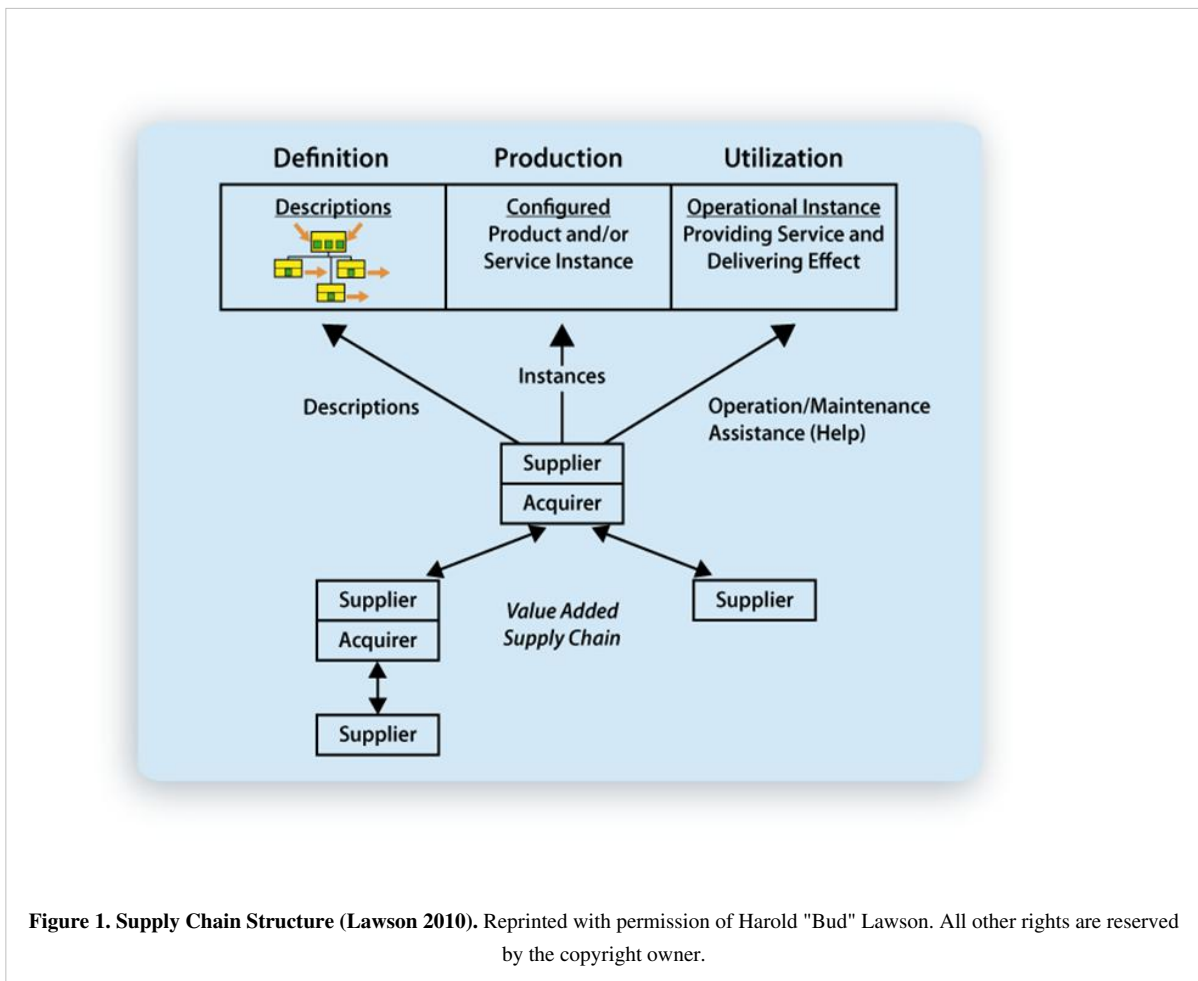 Definition
Production
Utilization
Descriptions
Configured
Product and/or
Service Instance
Operational Instance
Providing Service and
Delivering Effect
Descriptions
Instances
Operation/Maintenance
Assistance (Help)
Supplier
Acquirer
Supplier
Acquirer
Value Added
Supply Chain
Supplier
Supplier
Figure 1. Supply Chain Structure (Lawson 2010). Reprinted with permission of Harold "Bud" Lawson. All other rights are reserved
by the copyright owner.